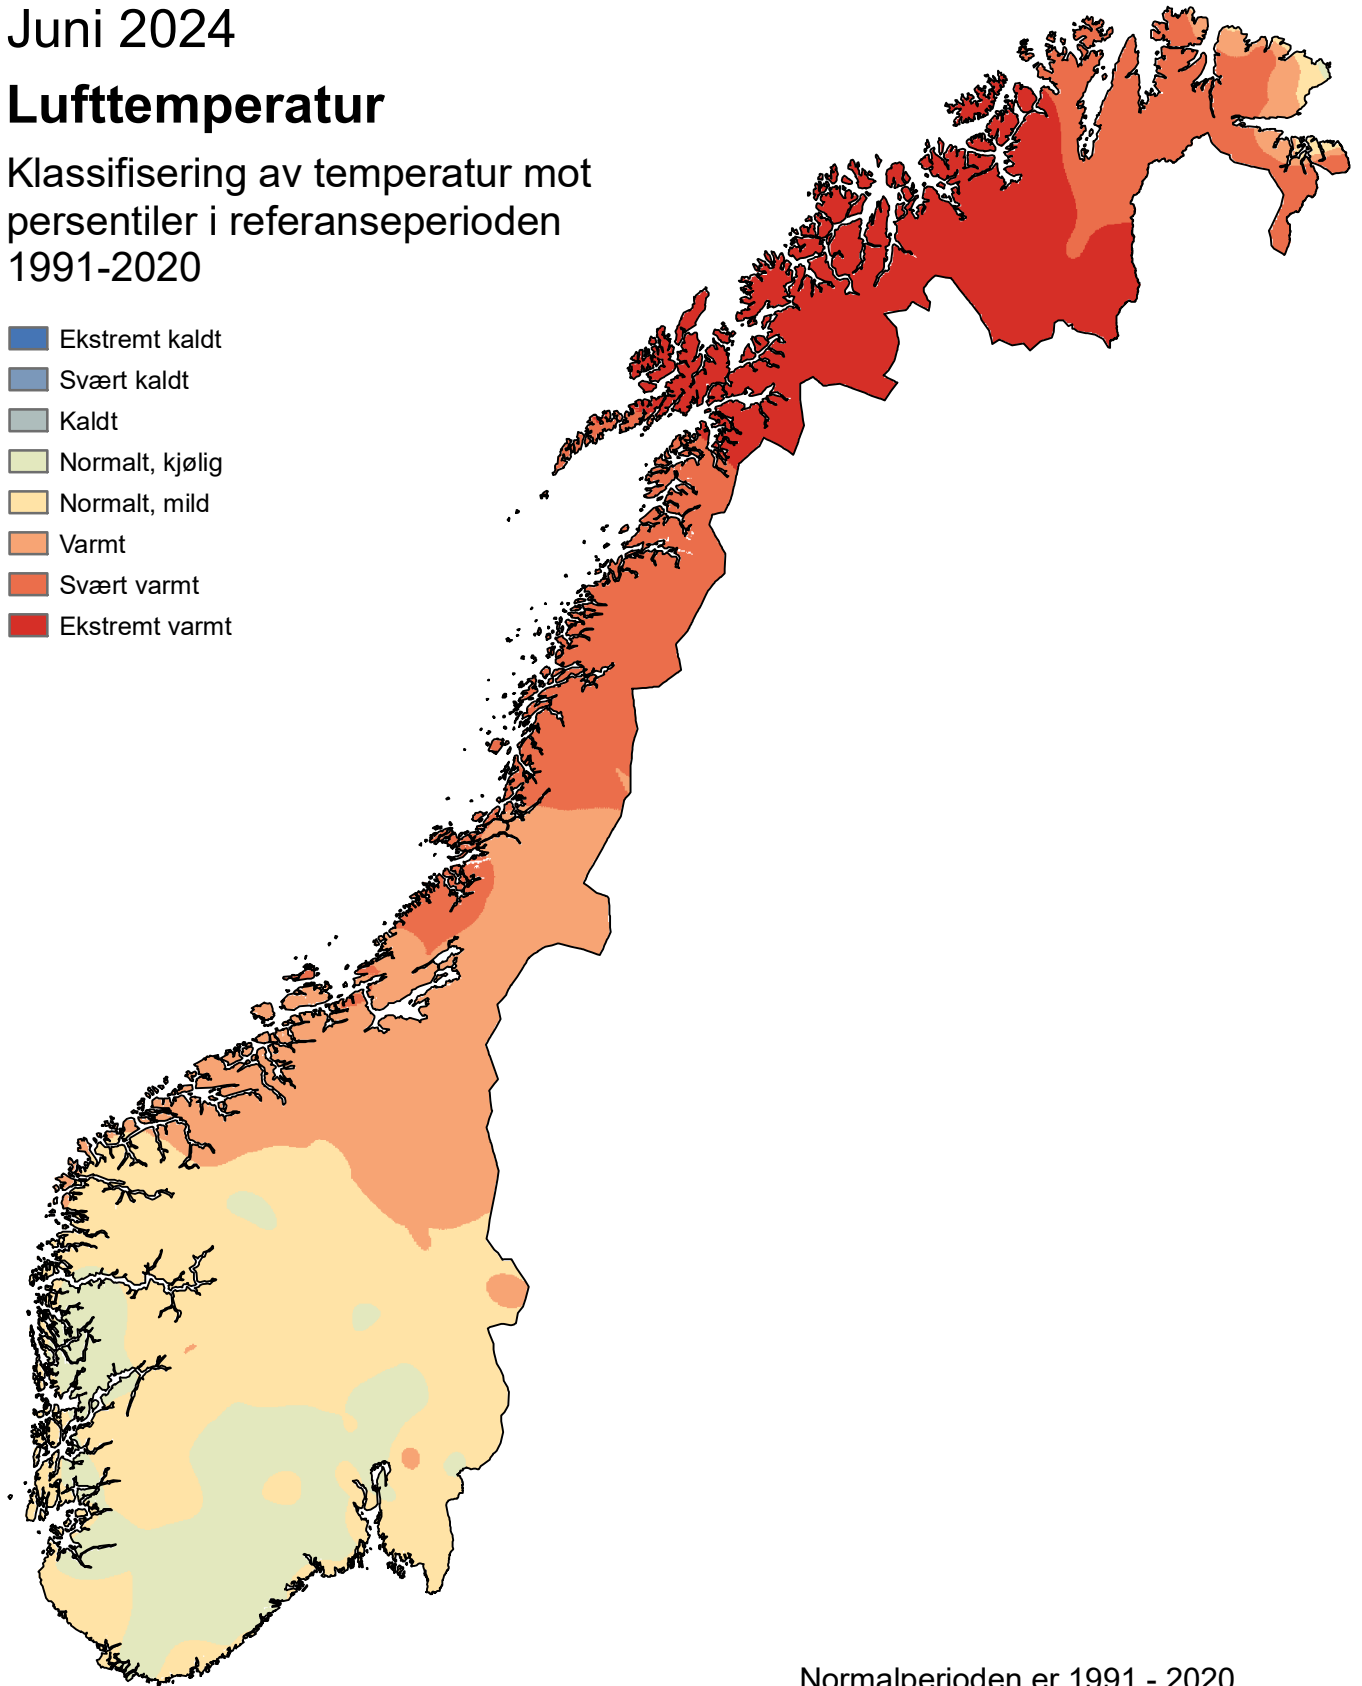 Juni 2024
Lufttemperatur
Klassifisering av temperatur mot
persentiler i referanseperioden
1991-2020
Ekstremt kaldt
Svært kaldt
Kaldt
Normalt, kjølig
Normalt, mild
Varmt
Svært varmt
Ekstremt varmt
Normalperioden er 1991 - 2020